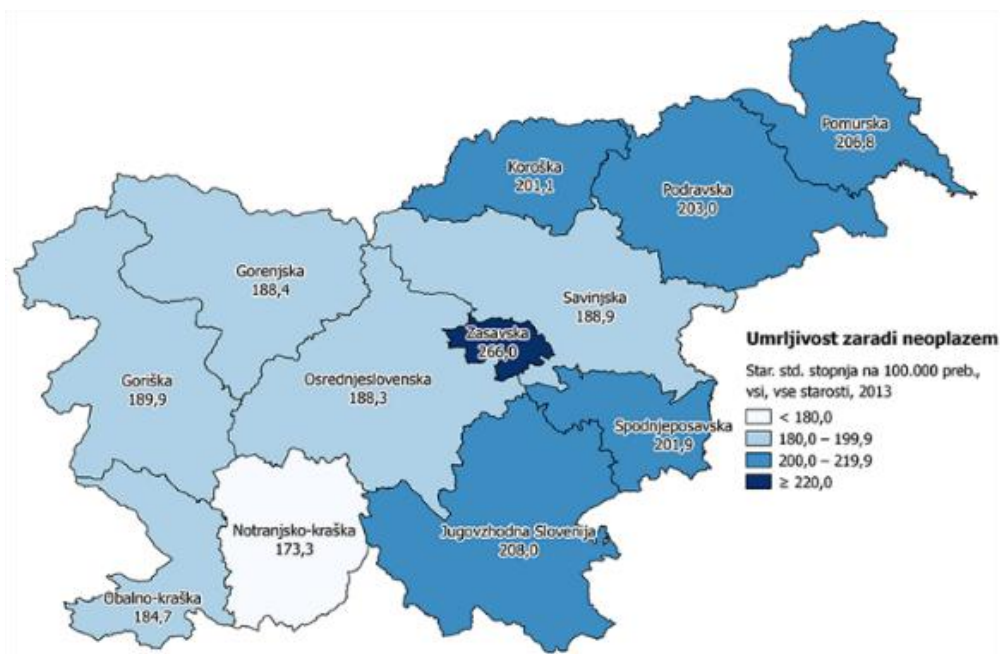 Pomurska
206,8
Koroška
201,1
Podravska
203,0
Gorenjska
188,4
Savinjska
188,9
Zasavska
266,0
Goriška
189,9
Osrednjeslovenska
188,3
Spodnjeposavska
201,9
Notranjsko-kraška
173,3
Jugovzhodna Slovenija
208,0
Obalno-kraška
184,7
Umrljivost zaradi neoplazem
Star. std. stopnja na 100.000 preb.,
vsi, vse starosti, 2013
< 180,0
180,0 – 199,9
200,0 – 219,9
≥ 220,0